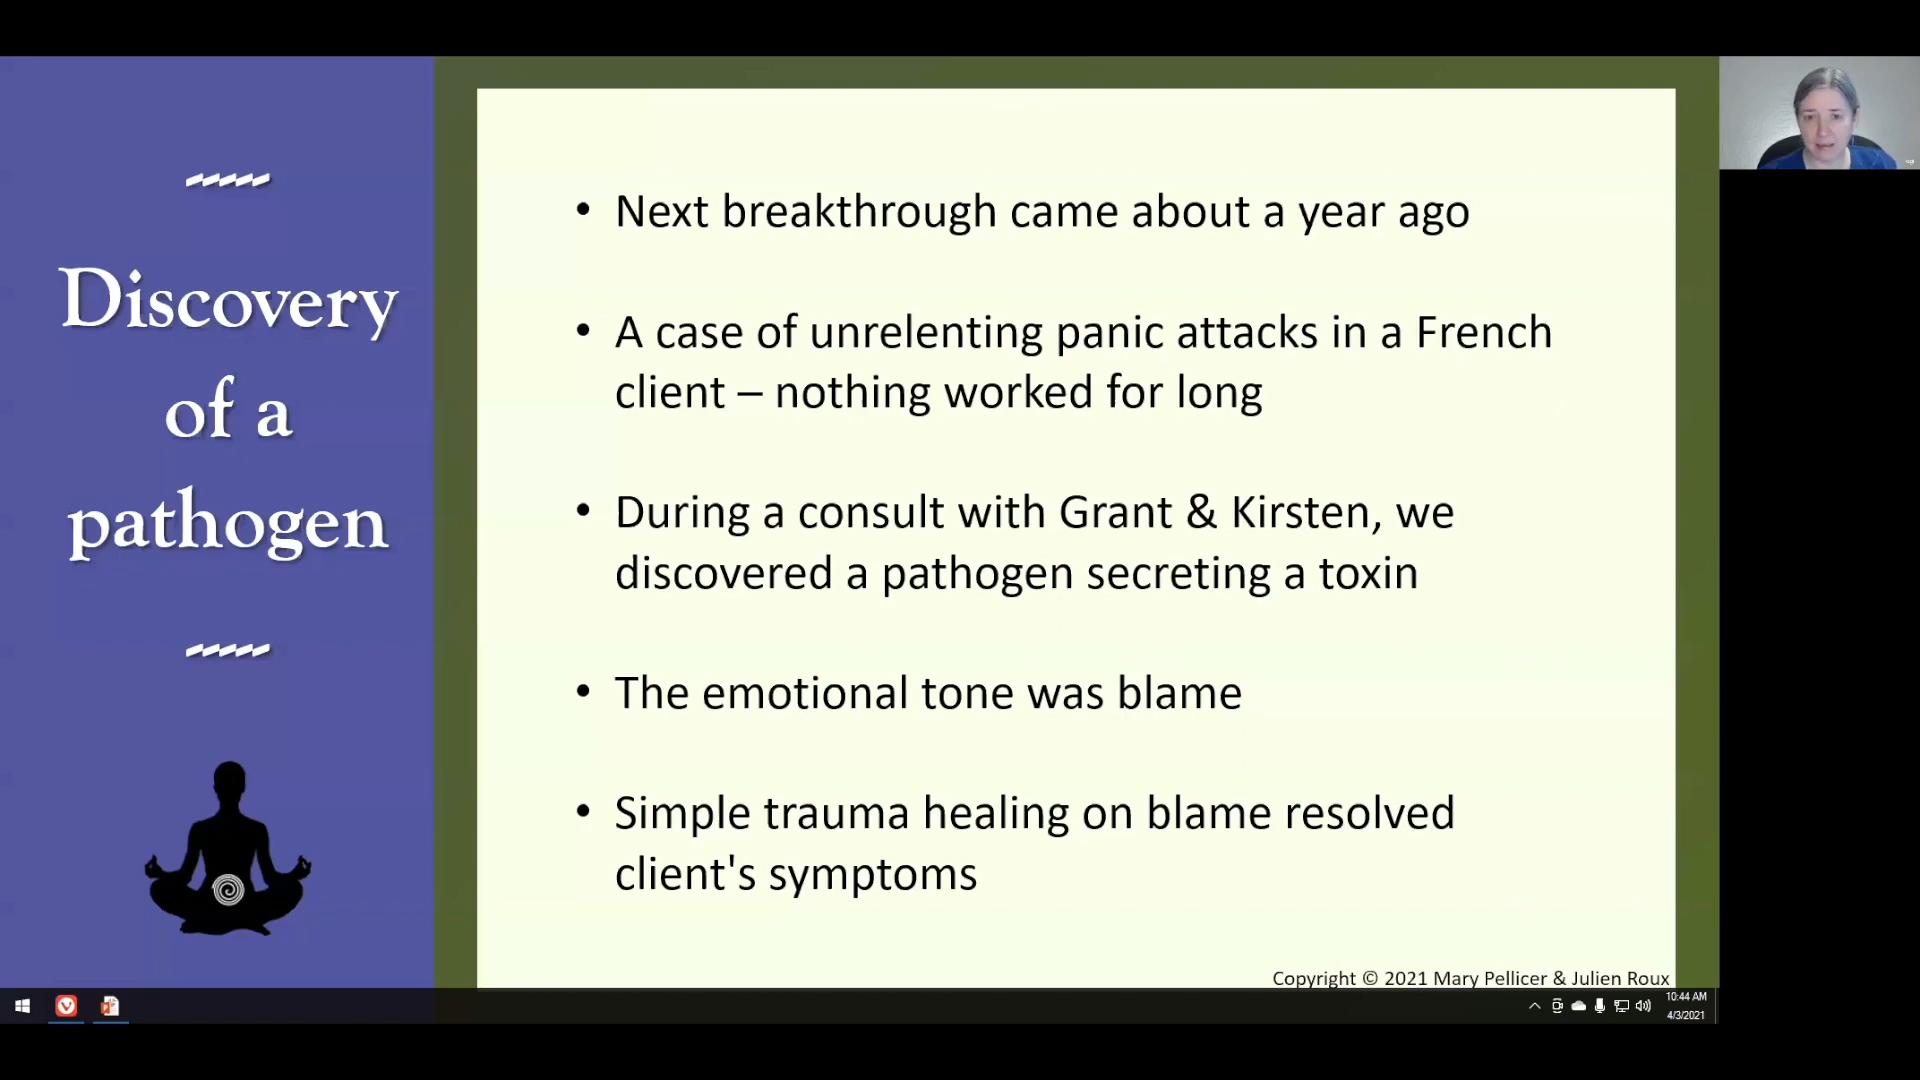 Discovery
of a
pathogen
• Next breakthrough came about a year ago
• A case of unrelenting panic attacks in a French
client – nothing worked for long
• During a consult with Grant & Kirsten, we
discovered a pathogen secreting a toxin
• The emotional tone was blame
• Simple trauma healing on blame resolved
client's symptoms
Copyright © 2021 Mary Pellicer & Julien Roux
10:44 AM
4/3/2021